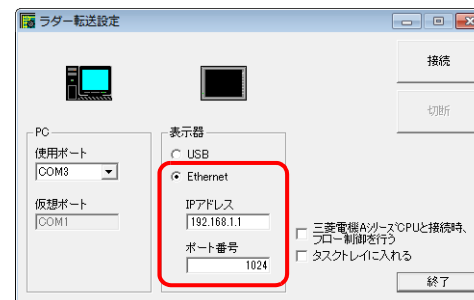 ラダー転送設定
接続
切断
PC
使用ポート
COM3
仮想ポート
COM1
表示器
USB
Ethernet
IPアドレス
192.168.1.1
ポート番号
1024
三菱電機AシリーズCPUと接続時、
フロー制御を行う
タスクトレイに入れる
終了